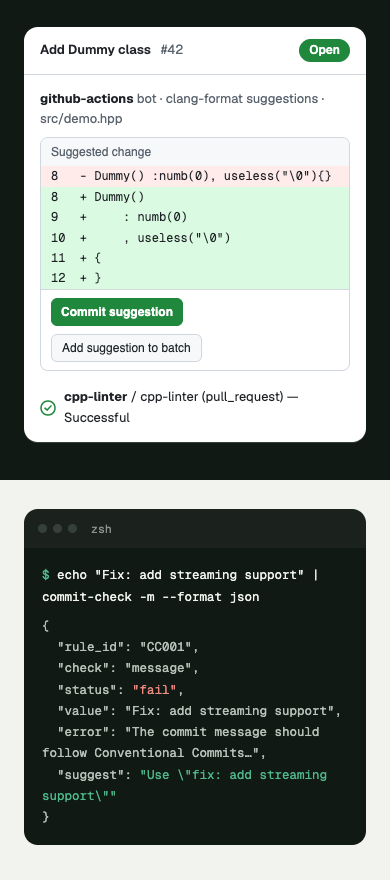 Add Dummy class #42 Open
github-actions bot · clang-format suggestions ·
src/demo.hpp
Suggested change
8 - Dummy() :numb(0), useless("\0"){}
8 + Dummy()
9 +     : numb(0)
10 +     , useless("\0")
11 + {
12 + }
Commit suggestion
Add suggestion to batch
cpp-linter / cpp-linter (pull_request) —
Successful
zsh
$ echo "Fix: add streaming support" |
commit-check -m --format json
{
  "rule_id": "CC001",
  "check": "message",
  "status": "fail",
  "value": "Fix: add streaming support",
  "error": "The commit message should
follow Conventional Commits…",
  "suggest": "Use \"fix: add streaming
support\""
}